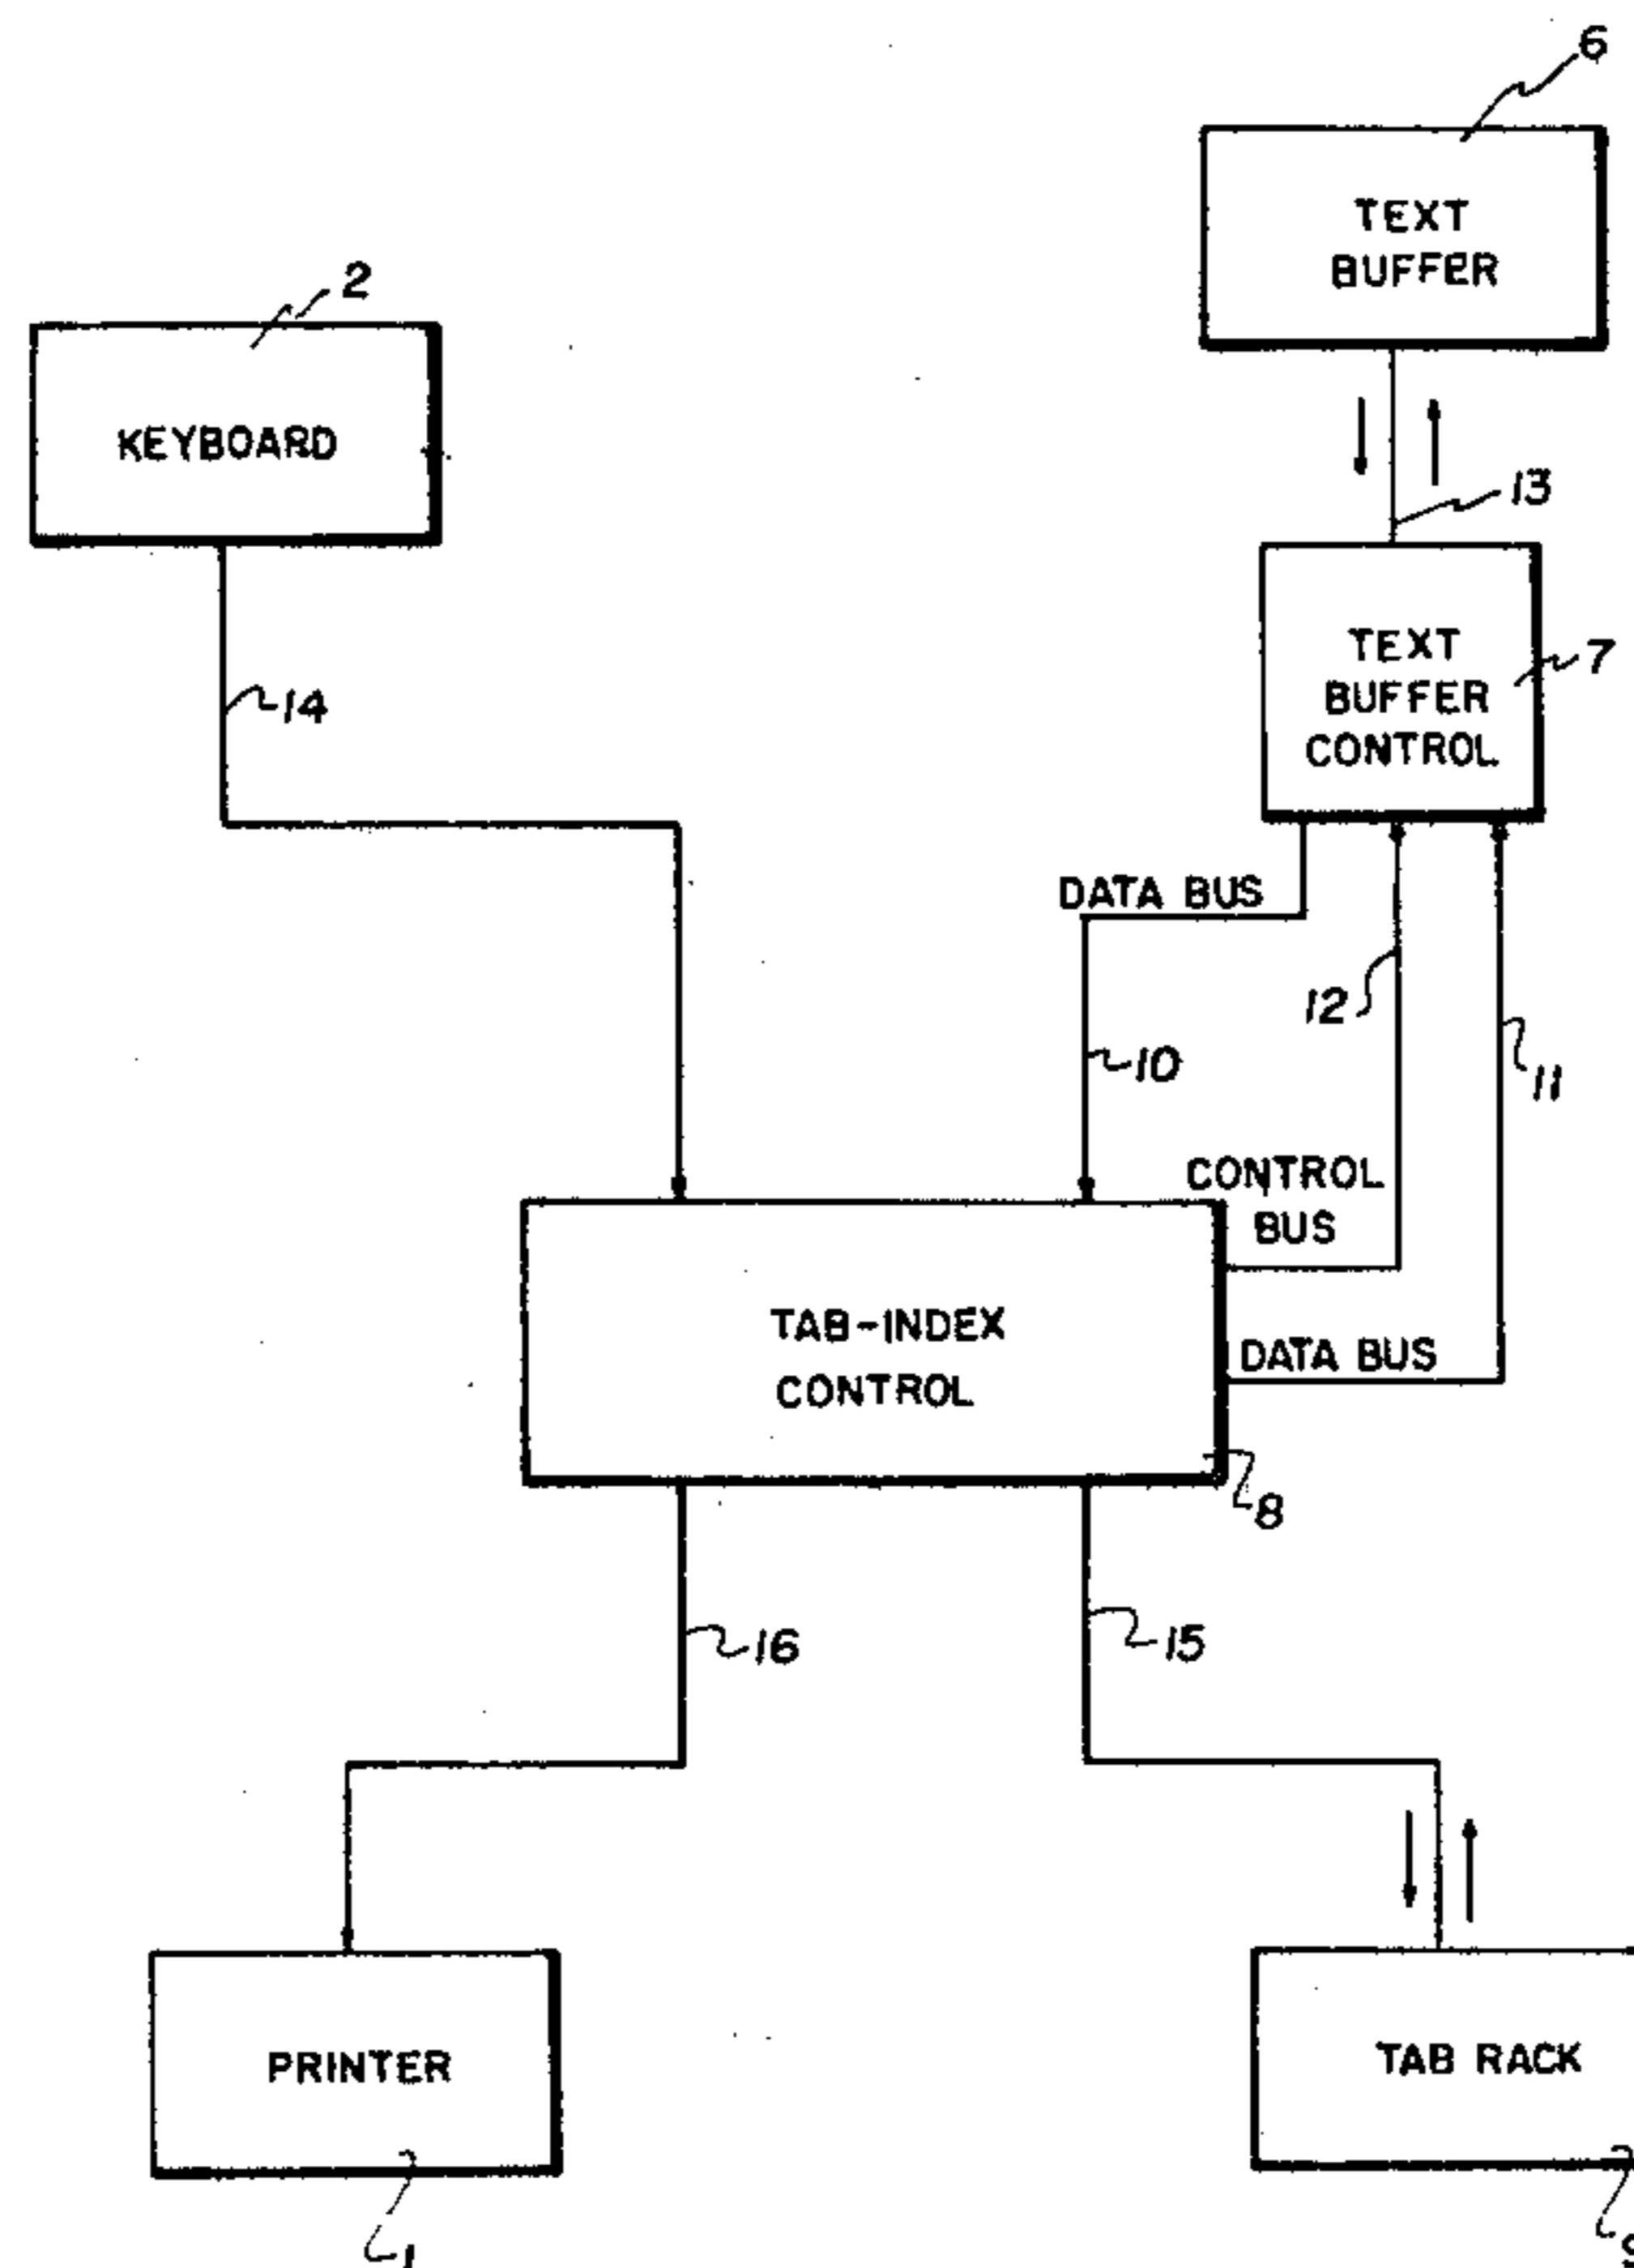 6
TEXT
BUFFER
2
KEYBOARD
13
TEXT
BUFFER
CONTROL
7
14
DATA BUS
12
10
11
CONTROL
BUS
TAB-INDEX
CONTROL
DATA BUS
8
16
15
PRINTER
TAB RACK
1
9